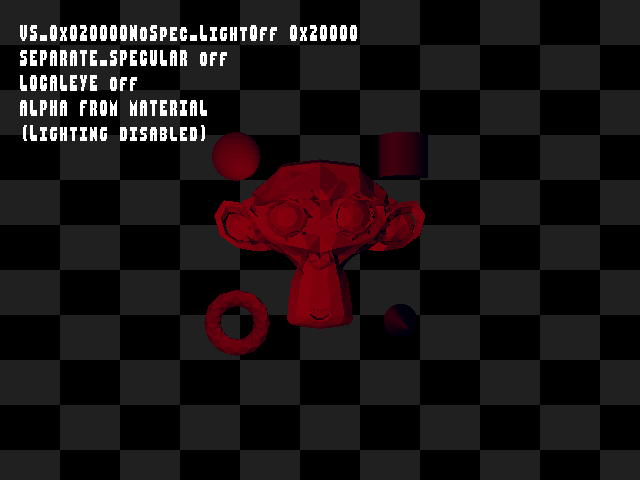 VS_0x020000NoSpec_LightOff 0x20000
SEPARATE_SPECULAR off
LOCALEYE off
ALPHA FROM MATERIAL
(Lighting disabled)